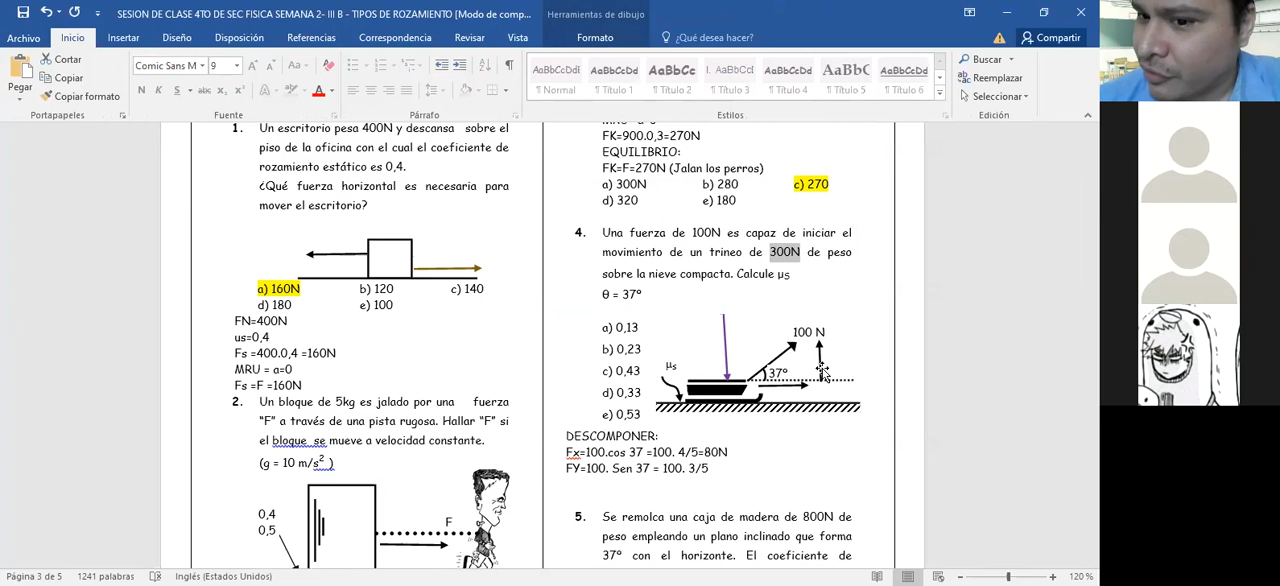 SESION DE CLASE 4TO DE SEC FISICA SEMANA 2- III B - TIPOS DE ROZAMIENTO [Modo de comp...
Herramientas de dibujo
Archivo
Inicio
Insertar
Diseño
Disposición
Referencias
Correspondencia
Revisar
Vista
Formato
¿Qué desea hacer?
Compartir
Pegar
Cortar
Copiar
Copiar formato
Portapapeles
Comic Sans M
9
N K S abc x₂ x²
Fuente
Párrafo
AaBbCcDdI AaBbCcDd AaBbCc I. AaBbCcI AaBbCcDd AaBbC AaBbCcDd
¶ Normal
¶ Título 1
¶ Título 2
¶ Título 3
¶ Título 4
¶ Título 5
¶ Título 6
Estilos
Buscar
Reemplazar
Seleccionar
Edición
1. Un escritorio pesa 400N y descansa sobre el
piso de la oficina con el cual el coeficiente de
rozamiento estático es 0,4.
¿Qué fuerza horizontal es necesaria para
mover el escritorio?
a) 160N b) 120 c) 140
d) 180 e) 100
FN=400N
us=0,4
Fs =400.0,4 =160N
MRU = a=0
Fs =F =160N
2. Un bloque de 5kg es jalado por una fuerza
"F" a través de una pista rugosa. Hallar "F" si
el bloque se mueve a velocidad constante.
(g = 10 m/s²)
0,4
0,5
F
FK=900.0,3=270N
EQUILIBRIO:
FK=F=270N (Jalan los perros)
a) 300N b) 280 c) 270
d) 320 e) 180
4. Una fuerza de 100N es capaz de iniciar el
movimiento de un trineo de 300N de peso
sobre la nieve compacta. Calcule μS
θ = 37º
a) 0,13
b) 0,23
c) 0,43
d) 0,33
e) 0,53
100 N
37º
μs
DESCOMPONER:
Fx=100.cos 37 =100. 4/5=80N
FY=100. Sen 37 = 100. 3/5
5. Se remolca una caja de madera de 800N de
peso empleando un plano inclinado que forma
37º con el horizonte. El coeficiente de
Página 3 de 5
1241 palabras
Inglés (Estados Unidos)
120 %